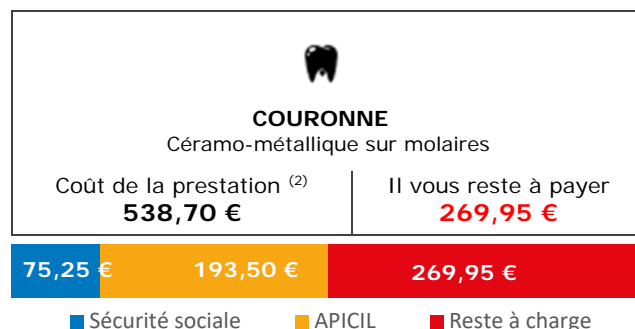 COURONNE
Céramo-métallique sur molaires
Coût de la prestation (2)
538,70 €
Il vous reste à payer
269,95 €
75,25 € 193,50 € 269,95 €
Sécurité sociale APICIL Reste à charge